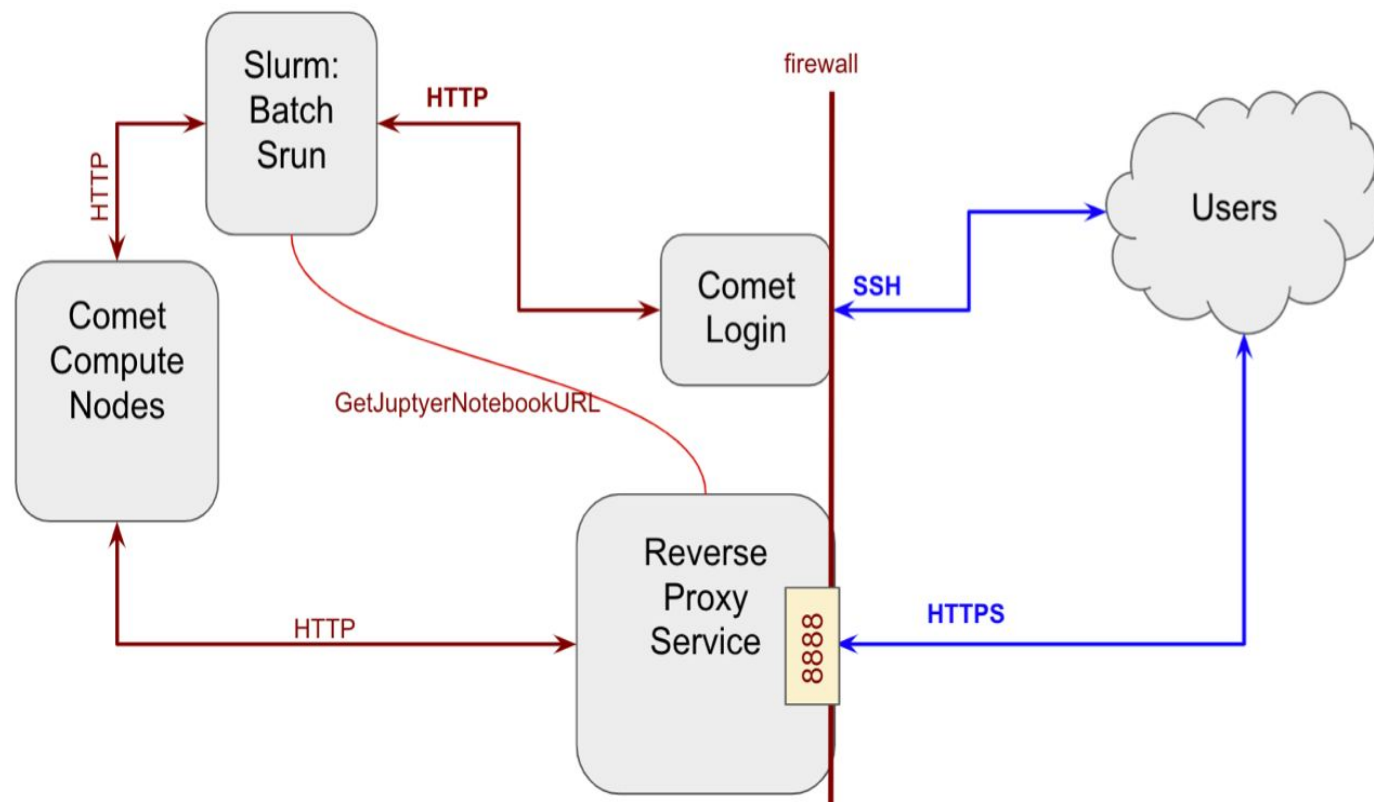 Slurm:
Batch
Srun
HTTP
firewall
HTTP
Users
Comet
Login
SSH
Comet
Compute
Nodes
GetJuptyerNotebookURL
Reverse
Proxy
Service
8888
HTTPS
HTTP